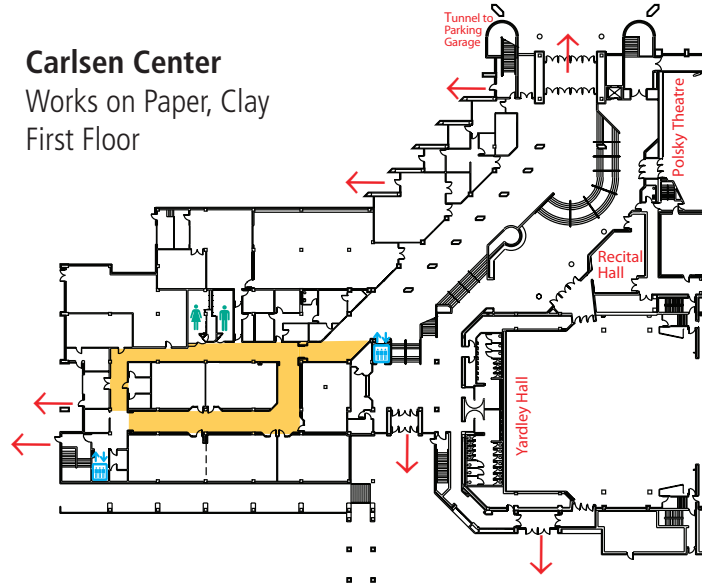 Carlsen Center
Works on Paper, Clay
First Floor
Tunnel to
Parking
Garage
Polsky Theatre
Recital
Hall
Yardley Hall